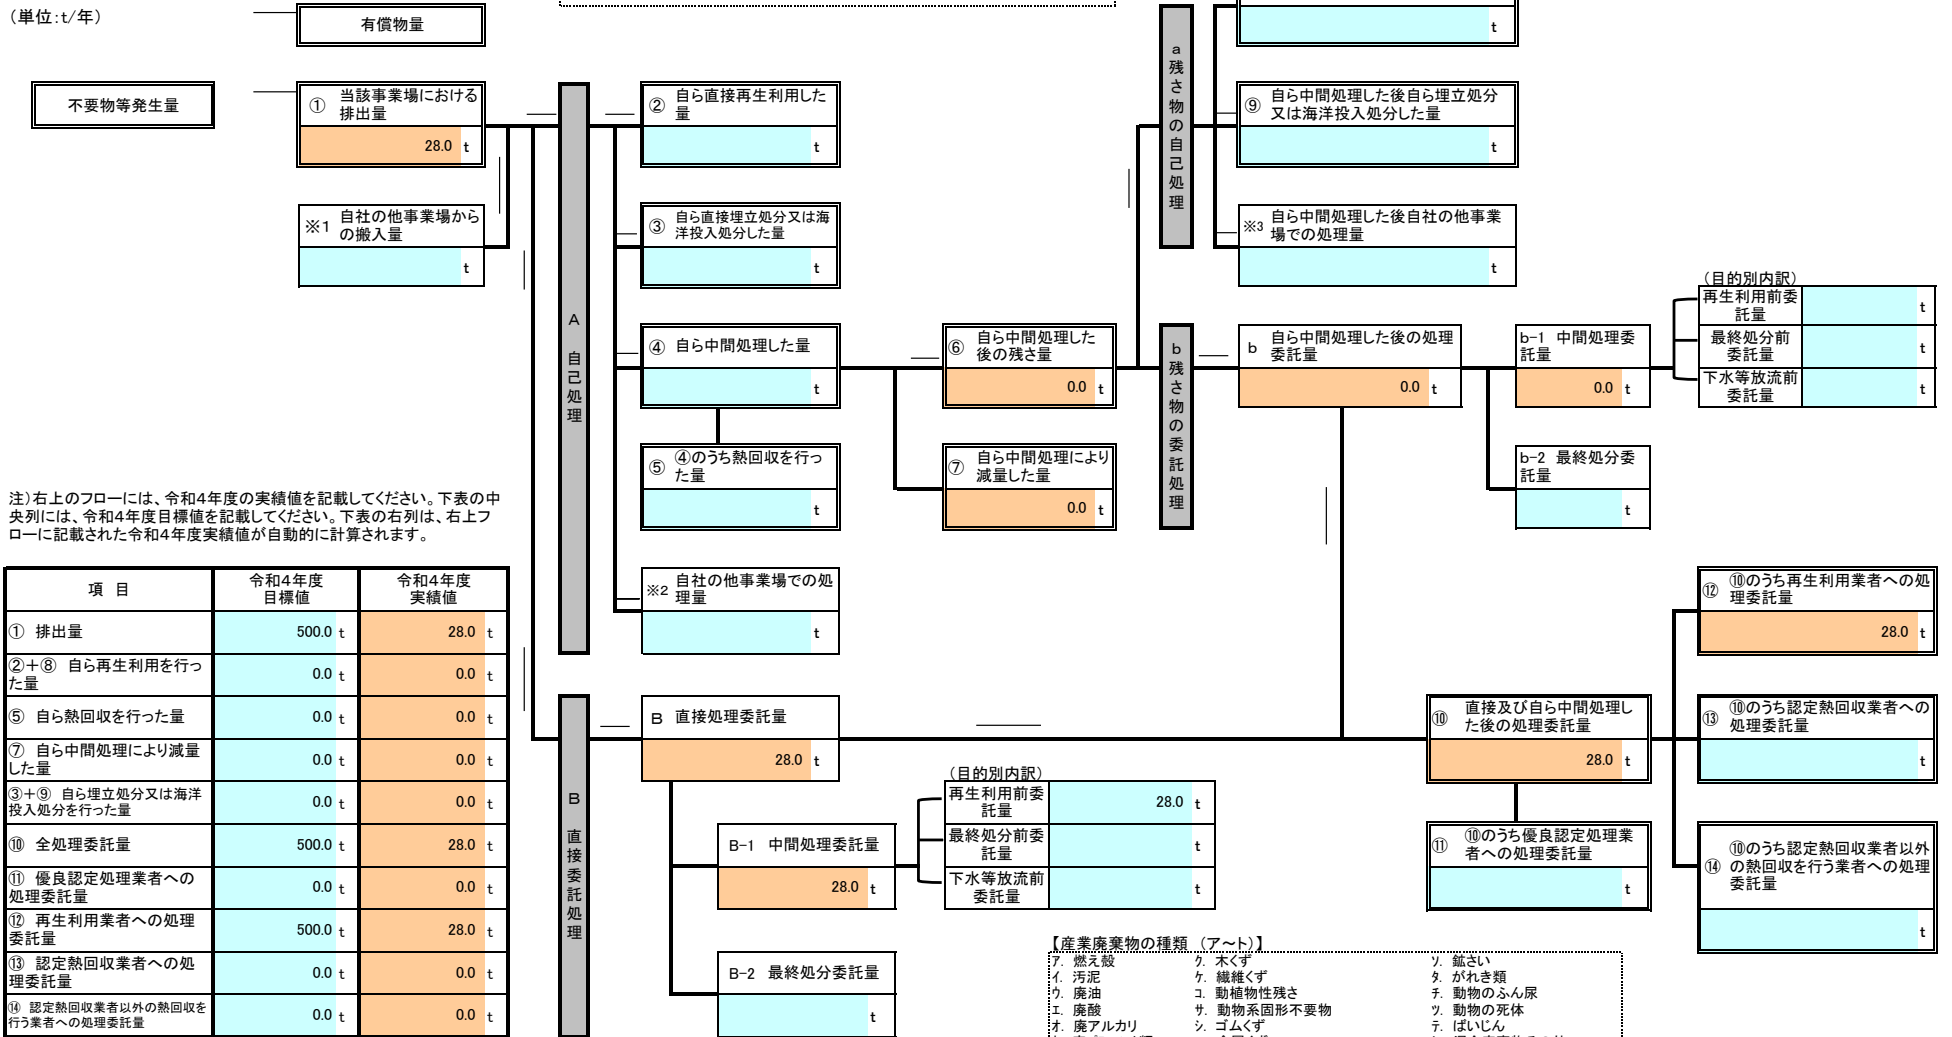 （単位：t/年）
有償物量
t
不要物等発生量
① 当該事業場における
排出量
28.0 t
※1 自社の他事業場から
の搬入量
t
A 自己処理
② 自ら直接再生利用した
量
t
③ 自ら直接埋立処分又は海
洋投入処分した量
t
④ 自ら中間処理した量
t
⑤ ④のうち熱回収を行っ
た量
t
※2 自社の他事業場での処
理量
t
⑥ 自ら中間処理した
後の残さ量
0.0 t
⑦ 自ら中間処理により
減量した量
0.0 t
a 残さ物の自己処理
⑨ 自ら中間処理した後自ら埋立処分
又は海洋投入処分した量
t
※3 自ら中間処理した後自社の他事業
場での処理量
t
b 残さ物の委託処理
b 自ら中間処理した後の処理
委託量
0.0 t
b-1 中間処理委
託量
0.0 t
（目的別内訳）
再生利用前委
託量
t
最終処分前
委託量
t
下水等放流前
委託量
t
b-2 最終処分委
託量
t
注）右上のフローには、令和4年度の実績値を記載してください。下表の中
央列には、令和4年度目標値を記載してください。下表の右列は、右上フ
ローに記載された令和4年度実績値が自動的に計算されます。
項 目 令和4年度
目標値 令和4年度
実績値
① 排出量 500.0 t 28.0 t
②＋⑧ 自ら再生利用を行っ
た量 0.0 t 0.0 t
⑤ 自ら熱回収を行った量 0.0 t 0.0 t
⑦ 自ら中間処理により減量
した量 0.0 t 0.0 t
③＋⑨ 自ら埋立処分又は海洋
投入処分を行った量 0.0 t 0.0 t
⑩ 全処理委託量 500.0 t 28.0 t
⑪ 優良認定処理業者への
処理委託量 0.0 t 0.0 t
⑫ 再生利用業者への処理
委託量 500.0 t 28.0 t
⑬ 認定熱回収業者への処
理委託量 0.0 t 0.0 t
⑭ 認定熱回収業者以外の熱回収を
行う業者への処理委託量 0.0 t 0.0 t
B 直接委託処理
B 直接処理委託量
28.0 t
B-1 中間処理委託量
28.0 t
（目的別内訳）
再生利用前委
託量
28.0 t
最終処分前委
託量
t
下水等放流前
委託量
t
B-2 最終処分委託量
t
⑩ 直接及び自ら中間処理し
た後の処理委託量
28.0 t
⑪ ⑩のうち優良認定処理業
者への処理委託量
t
⑫ ⑩のうち再生利用業者への処
理委託量
28.0 t
⑬ ⑩のうち認定熱回収業者への
処理委託量
t
⑭ ⑩のうち認定熱回収業者以外
の熱回収を行う業者への処理
委託量
t
【産業廃棄物の種類 （ア～ト）】
ア. 燃え殻 ク. 木くず ソ. 鉱さい
イ. 汚泥 ケ. 繊維くず タ. がれき類
ウ. 廃油 コ. 動植物性残さ チ. 動物のふん尿
エ. 廃酸 サ. 動物系固形不要物 ツ. 動物の死体
オ. 廃アルカリ シ. ゴムくず テ. ばいじん